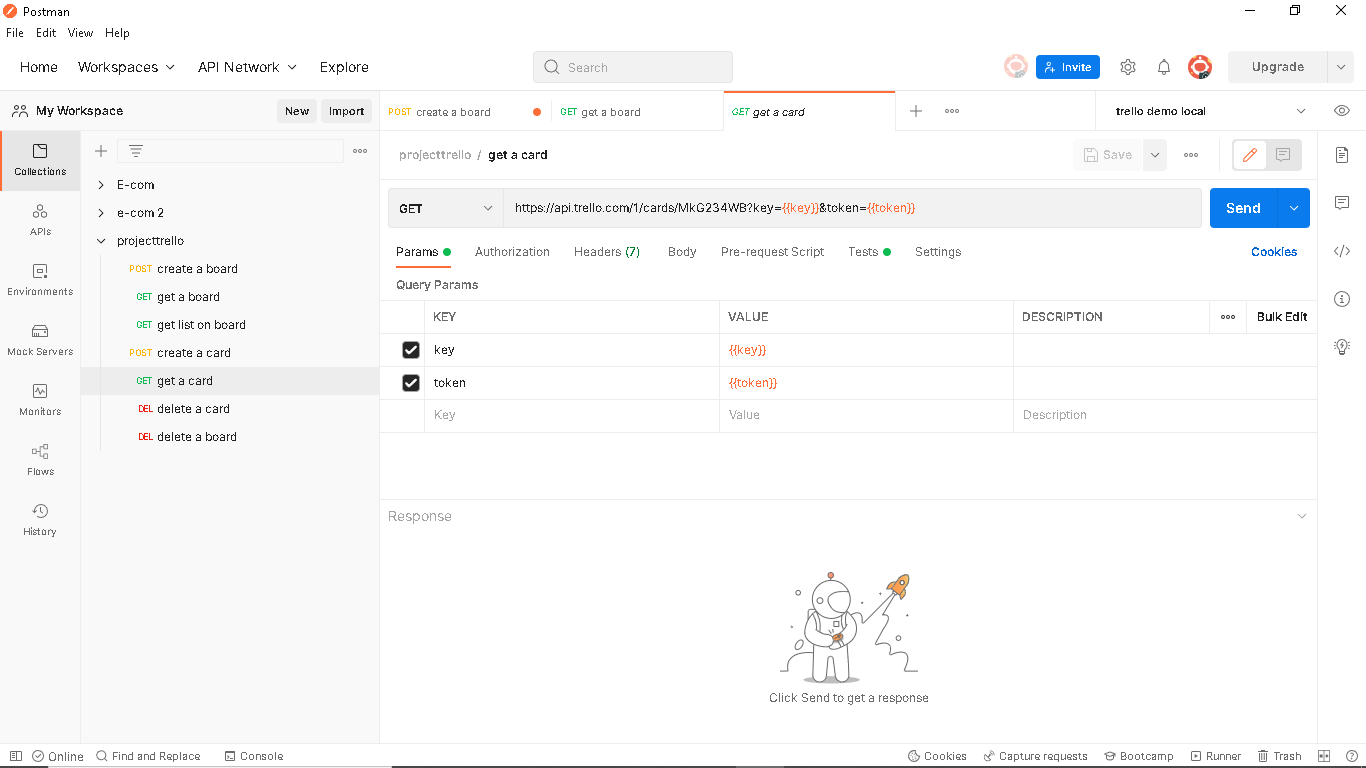 Postman
File Edit View Help
Home Workspaces API Network Explore Search Invite Upgrade
My Workspace New Import
POST create a board GET get a board GET get a card trello demo local
Collections
APIs
Environments
Mock Servers
Monitors
Flows
History
E-com
e-com 2
projecttrello
POST create a board
GET get a board
GET get list on board
POST create a card
GET get a card
DEL delete a card
DEL delete a board
projecttrello / get a card Save
GET https://api.trello.com/1/cards/MkG234WB?key={{key}}&token={{token}} Send
Params Authorization Headers (7) Body Pre-request Script Tests Settings Cookies
Query Params
KEY VALUE DESCRIPTION Bulk Edit
key {{key}}
token {{token}}
Key Value Description
Response
Click Send to get a response
Online Find and Replace Console Cookies Capture requests Bootcamp Runner Trash